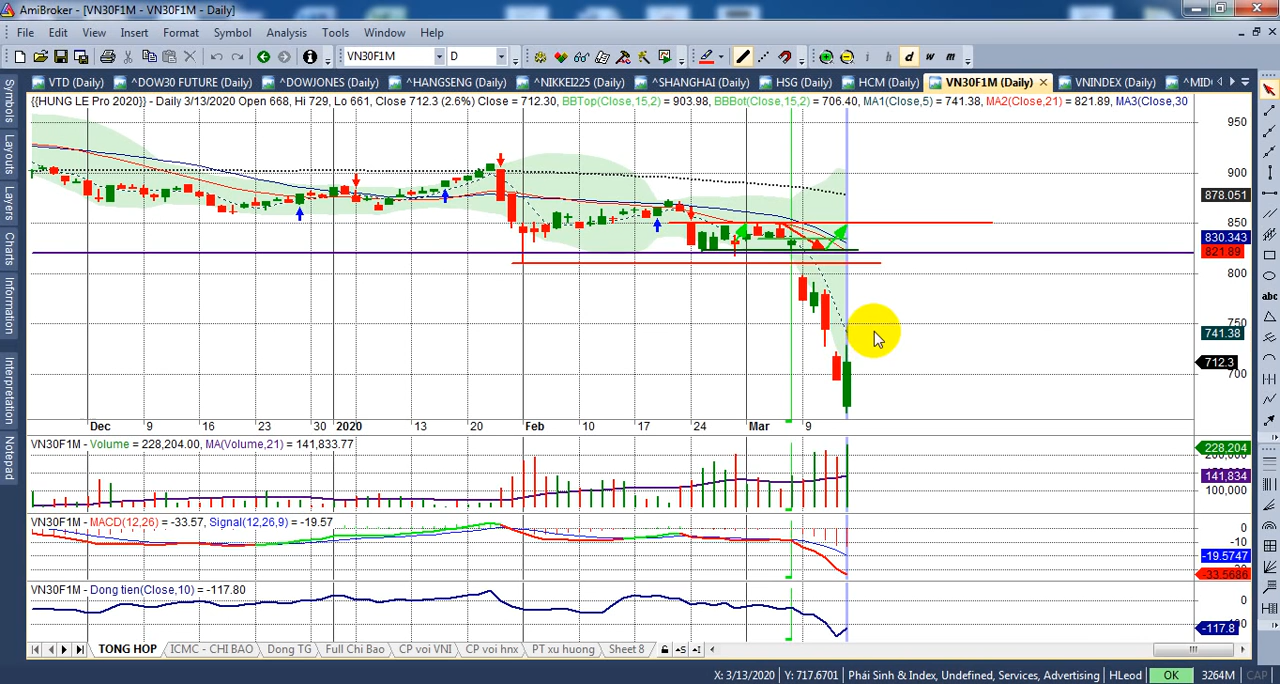 AmiBroker - [VN30F1M - VN30F1M - Daily]
File Edit View Insert Format Symbol Analysis Tools Window Help
VN30F1M D i h d w m
VTD (Daily) ^DOW30 FUTURE (Daily) ^DOWJONES (Daily) ^HANGSENG (Daily) ^NIKKEI225 (Daily) ^SHANGHAI (Daily) HSG (Daily) HCM (Daily) VN30F1M (Daily) VNINDEX (Daily) ^MID
{{HUNG LE Pro 2020}} - Daily 3/13/2020 Open 668, Hi 729, Lo 661, Close 712.3 (2.6%) Close = 712.30, BBTop(Close,15,2) = 903.98, BBBot(Close,15,2) = 706.40, MA1(Close,5) = 741.38, MA2(Close,21) = 821.89, MA3(Close,30
Symbols
Layouts
Layers
Charts
Information
Interpretation
Notepad
abc
950
900
878.051
850
830.343
821.89
800
750
741.38
712.3
700
Dec 9 16 23 30 2020 13 20 Feb 10 17 24 Mar 9
VN30F1M - Volume = 228,204.00, MA(Volume,21) = 141,833.77
228,204
141,834
100,000
VN30F1M - MACD(12,26) = -33.57, Signal(12,26,9) = -19.57
0
-10
-19.5747
-33.5686
VN30F1M - Dong tien(Close,10) = -117.80
0
-117.8
TONG HOP ICMC - CHI BAO Dong TG Full Chi Bao CP voi VNI CP voi hnx PT xu huong Sheet 8
X: 3/13/2020 Y: 717.6701 Phái Sinh & Index, Undefined, Services, Advertising HLeod OK 3264M CAP